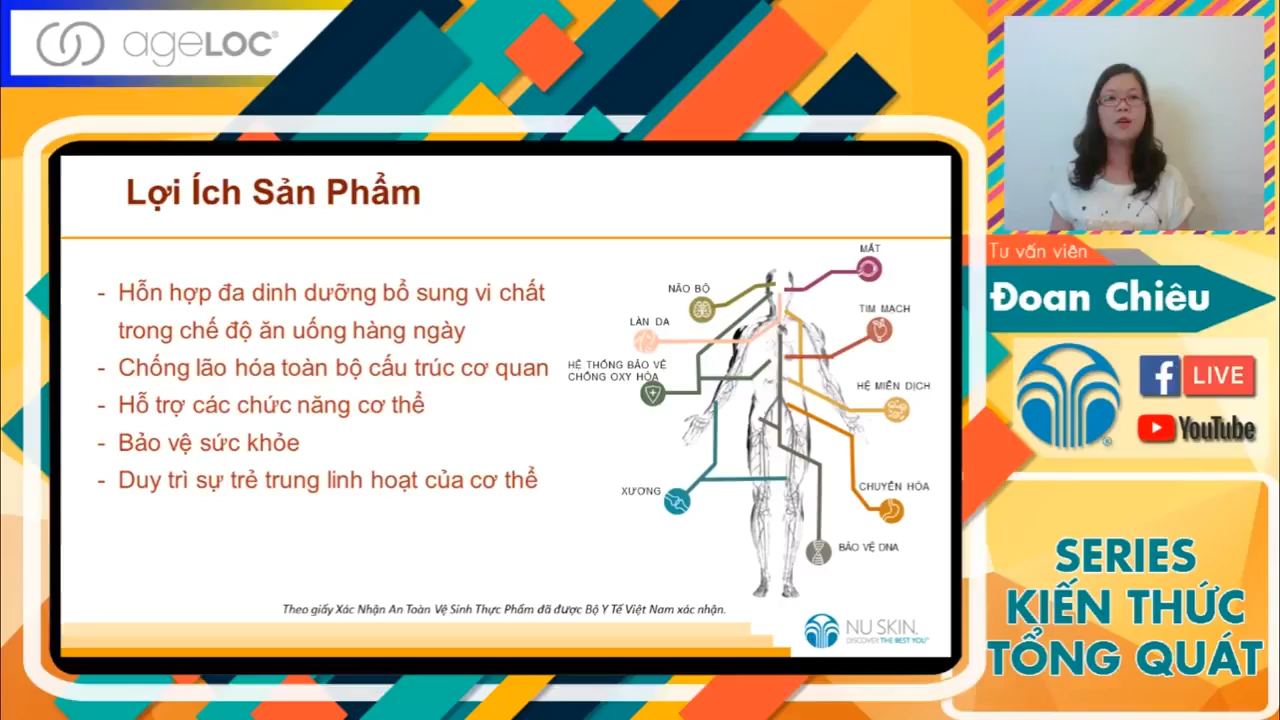 ageLOC®
Lợi Ích Sản Phẩm
- Hỗn hợp đa dinh dưỡng bổ sung vi chất
trong chế độ ăn uống hàng ngày
- Chống lão hóa toàn bộ cấu trúc cơ quan
- Hỗ trợ các chức năng cơ thể
- Bảo vệ sức khỏe
- Duy trì sự trẻ trung linh hoạt của cơ thể
MẮT
NÃO BỘ
TIM MẠCH
LÀN DA
HỆ THỐNG BẢO VỆ
CHỐNG OXY HÓA
HỆ MIỄN DỊCH
XƯƠNG
CHUYỂN HÓA
BẢO VỆ DNA
Theo giấy Xác Nhận An Toàn Vệ Sinh Thực Phẩm đã được Bộ Y Tế Việt Nam xác nhận.
NU SKIN.
DISCOVER THE BEST YOU™
Tư vấn viên
Đoan Chiêu
f LIVE
®
YouTube
SERIES
KIẾN THỨC
TỔNG QUÁT